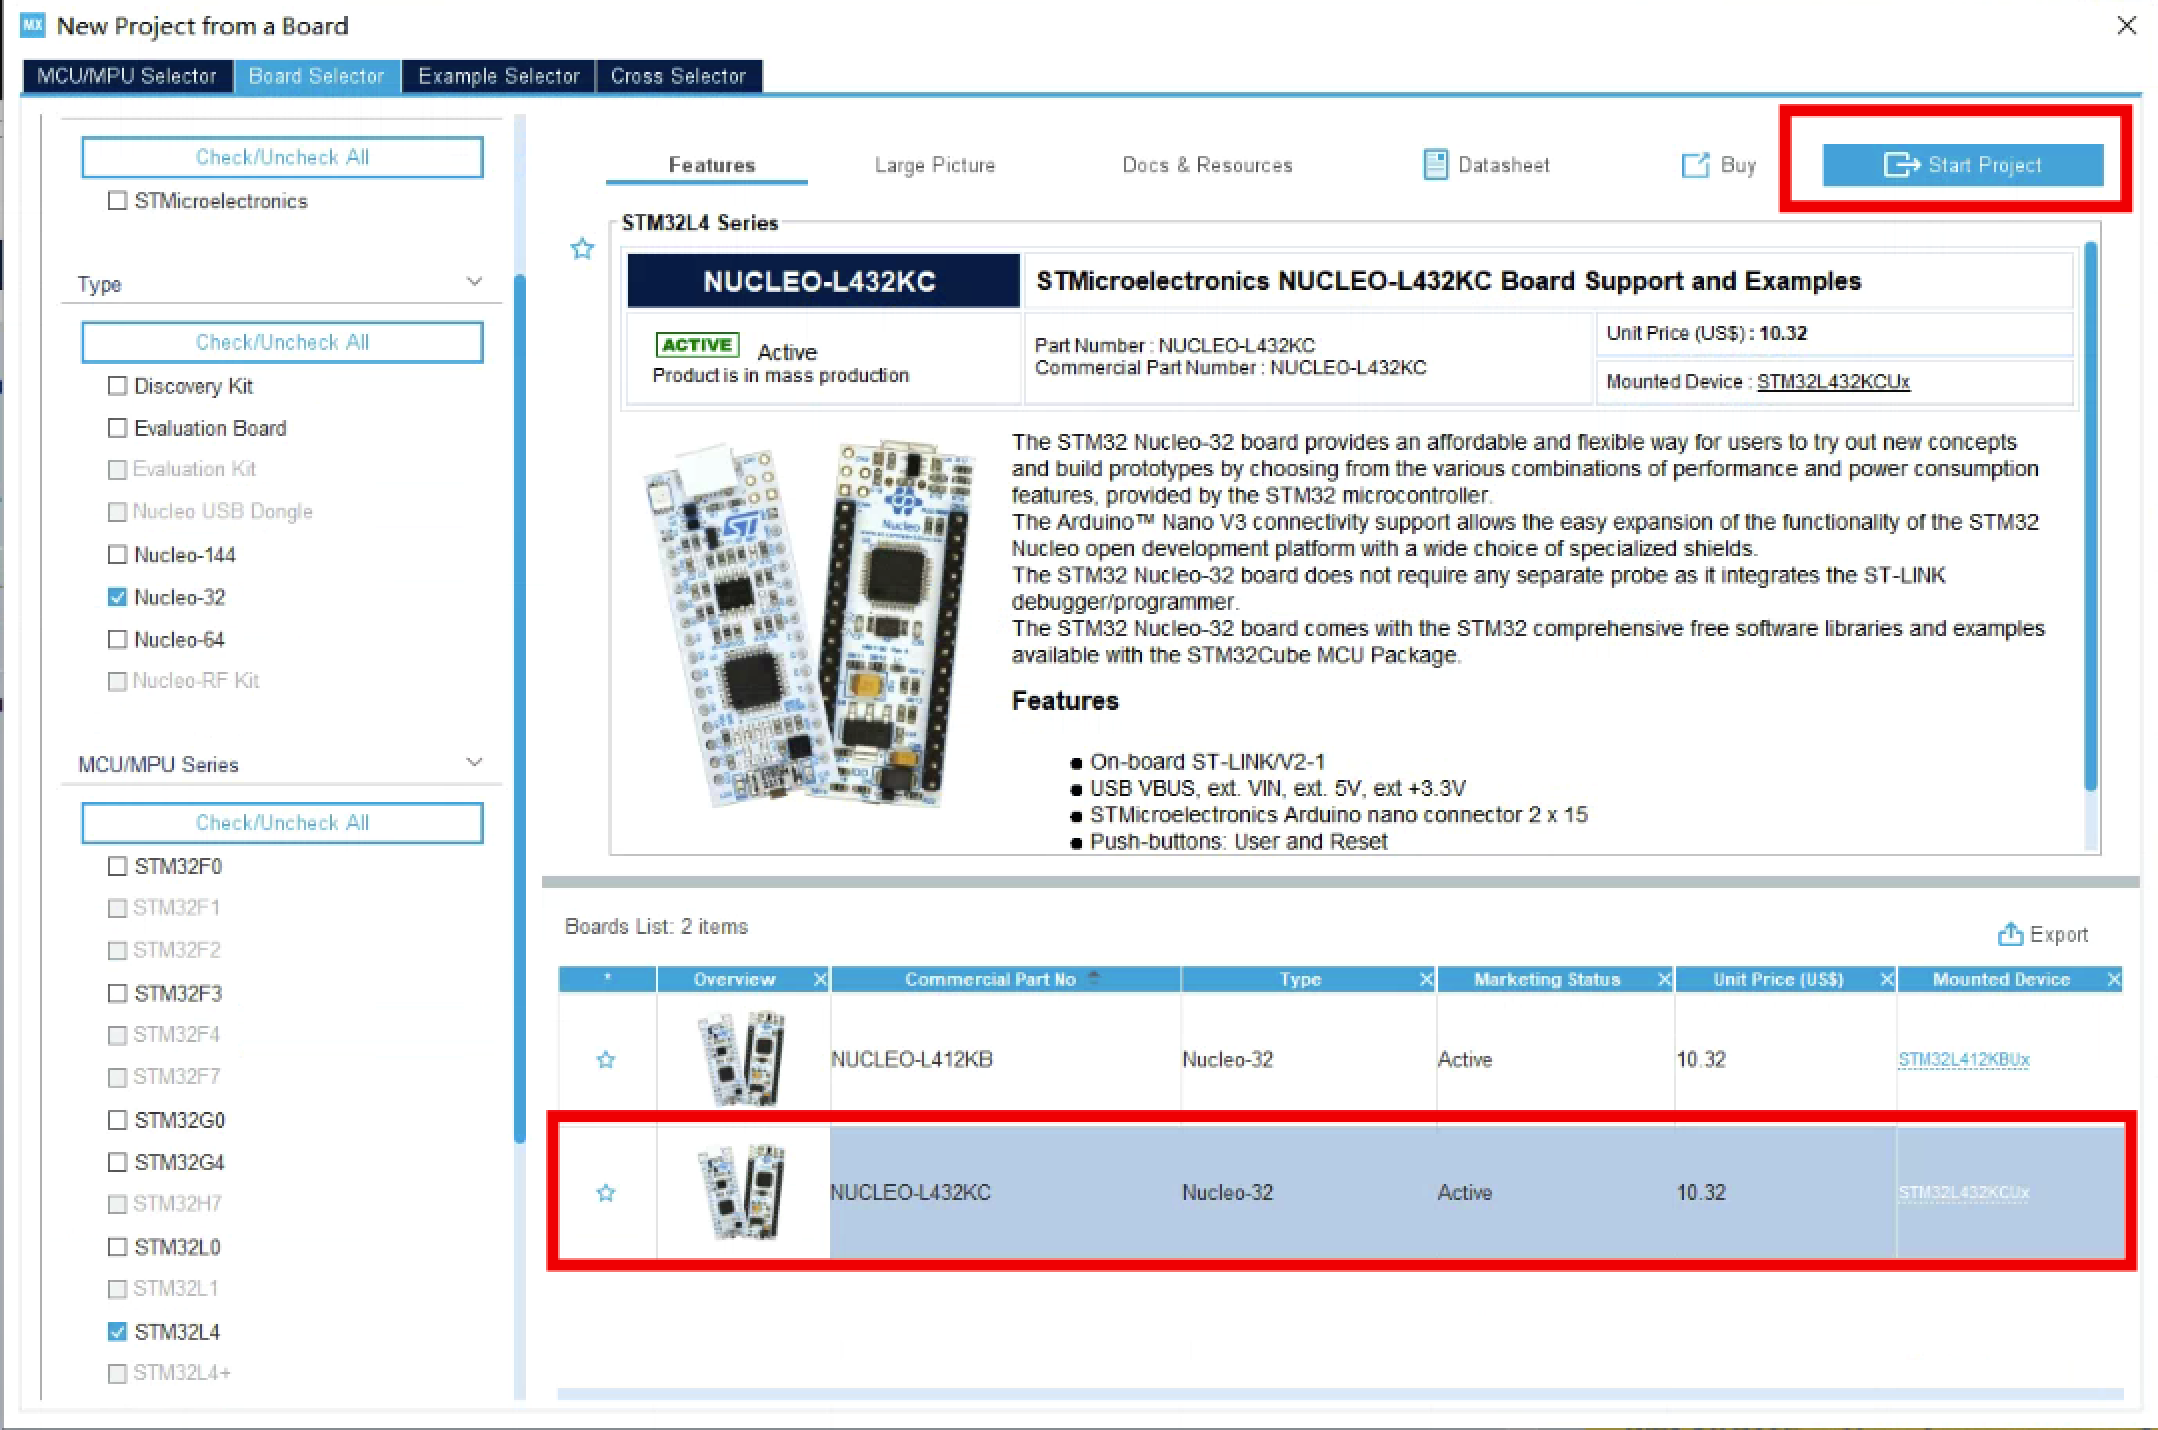 MX New Project from a Board
MCU/MPU Selector Board Selector Example Selector Cross Selector
Check/Uncheck All
STMicroelectronics
Type
Check/Uncheck All
Discovery Kit
Evaluation Board
Evaluation Kit
Nucleo USB Dongle
Nucleo-144
Nucleo-32
Nucleo-64
Nucleo-RF Kit
MCU/MPU Series
Check/Uncheck All
STM32F0
STM32F1
STM32F2
STM32F3
STM32F4
STM32F7
STM32G0
STM32G4
STM32H7
STM32L0
STM32L1
STM32L4
STM32L4+
Features Large Picture Docs & Resources Datasheet Buy Start Project
STM32L4 Series
NUCLEO-L432KC
STMicroelectronics NUCLEO-L432KC Board Support and Examples
ACTIVE Active
Product is in mass production
Part Number : NUCLEO-L432KC
Commercial Part Number : NUCLEO-L432KC
Unit Price (US$) : 10.32
Mounted Device : STM32L432KCUx
ST
Nucleo
The STM32 Nucleo-32 board provides an affordable and flexible way for users to try out new concepts
and build prototypes by choosing from the various combinations of performance and power consumption
features, provided by the STM32 microcontroller.
The Arduino™ Nano V3 connectivity support allows the easy expansion of the functionality of the STM32
Nucleo open development platform with a wide choice of specialized shields.
The STM32 Nucleo-32 board does not require any separate probe as it integrates the ST-LINK
debugger/programmer.
The STM32 Nucleo-32 board comes with the STM32 comprehensive free software libraries and examples
available with the STM32Cube MCU Package.
Features
● On-board ST-LINK/V2-1
● USB VBUS, ext. VIN, ext. 5V, ext +3.3V
● STMicroelectronics Arduino nano connector 2 x 15
● Push-buttons: User and Reset
Boards List: 2 items
Export
* Overview Commercial Part No Type Marketing Status Unit Price (US$) Mounted Device
NUCLEO-L412KB Nucleo-32 Active 10.32 STM32L412KBUx
NUCLEO-L432KC Nucleo-32 Active 10.32 STM32L432KCUx